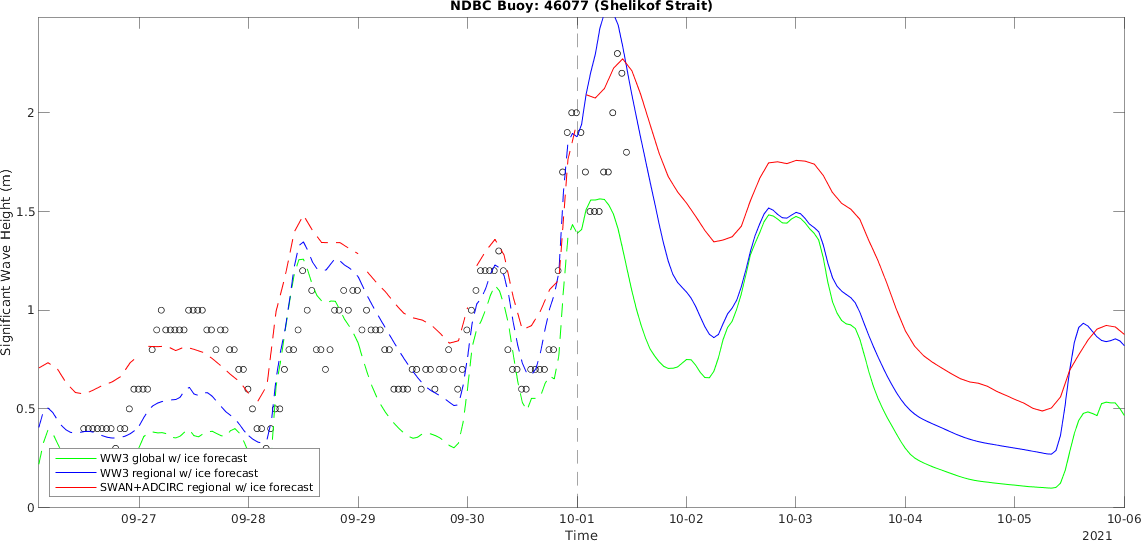 NDBC Buoy: 46077 (Shelikof Strait)
Significant Wave Height (m)
2
1.5
1
0.5
0
WW3 global w/ ice forecast
WW3 regional w/ ice forecast
SWAN+ADCIRC regional w/ ice forecast
09-27 09-28 09-29 09-30 10-01 10-02 10-03 10-04 10-05 10-06
Time
2021